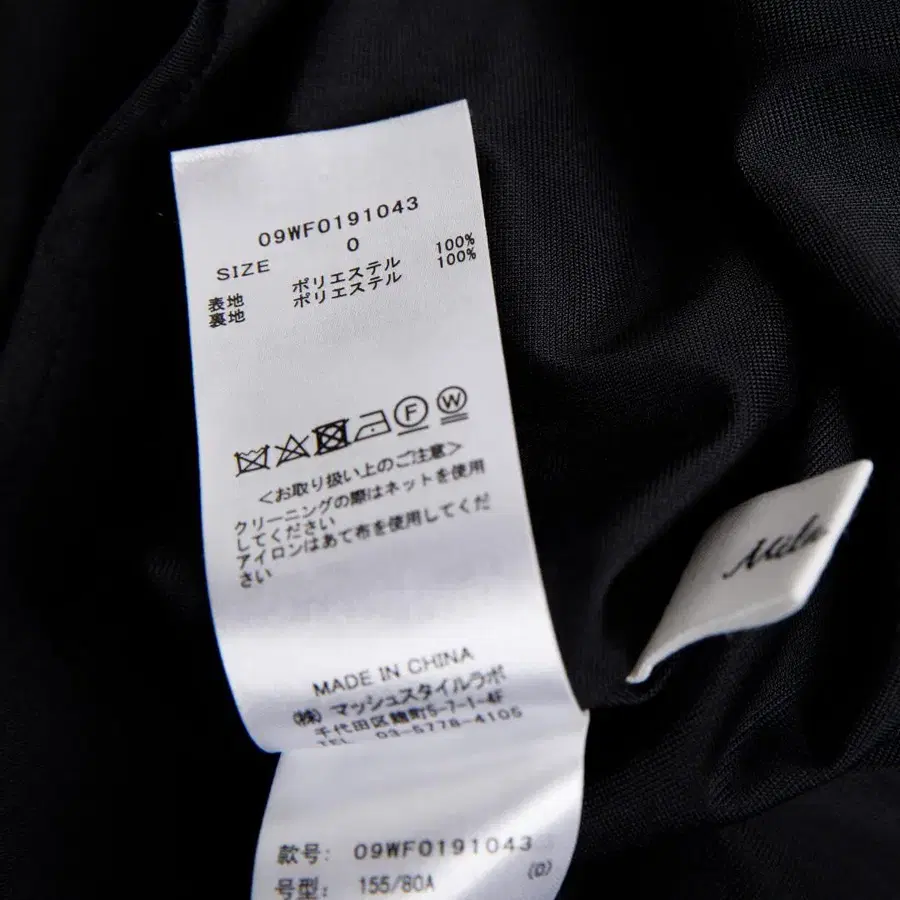 09WF0191043
SIZE 0
表地 ポリエステル 100%
裏地 ポリエステル 100%
F W
<お取り扱い上のご注意>
クリーニングの際はネットを使用
してください
アイロンはあて布を使用してくだ
さい
MADE IN CHINA
(株) マッシュスタイルラボ
千代田区麹町5-7-1-4F
TEL 03-5778-4105
款号: 09WF0191043
号型: 155/80A (0)